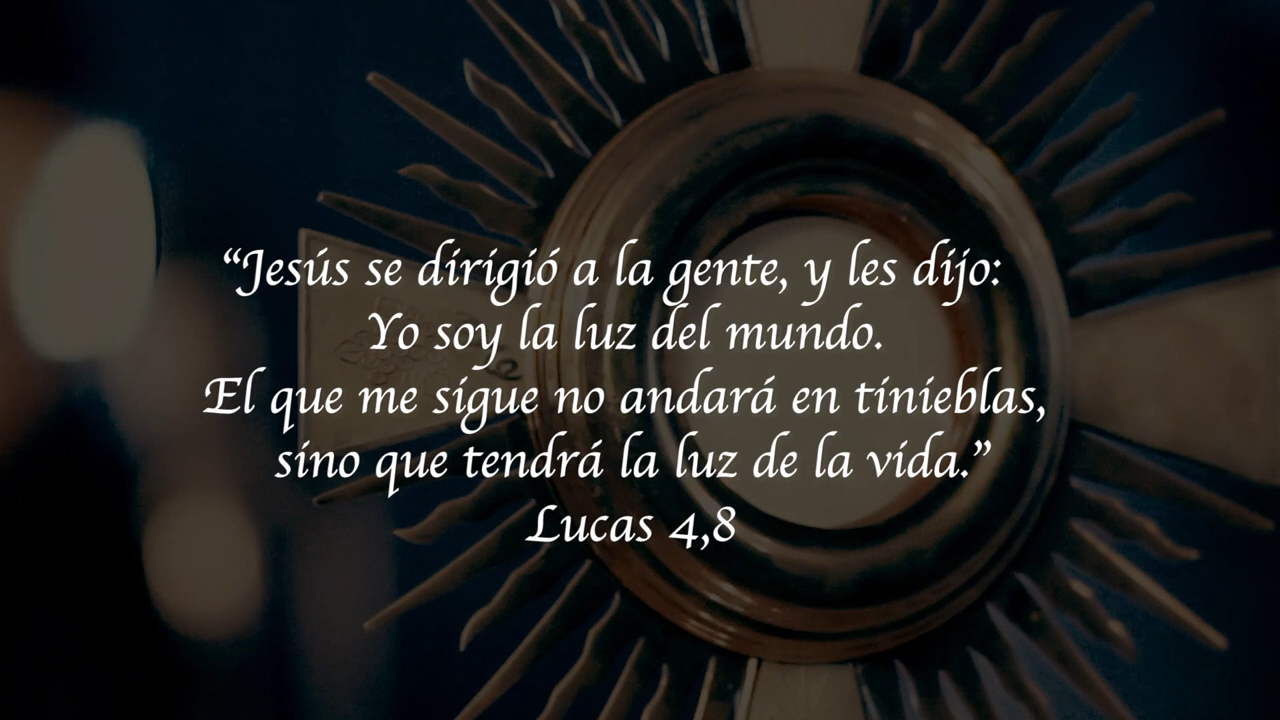 “Jesús se dirigió a la gente, y les dijo:
Yo soy la luz del mundo.
El que me sigue no andará en tinieblas,
sino que tendrá la luz de la vida.”
Lucas 4,8